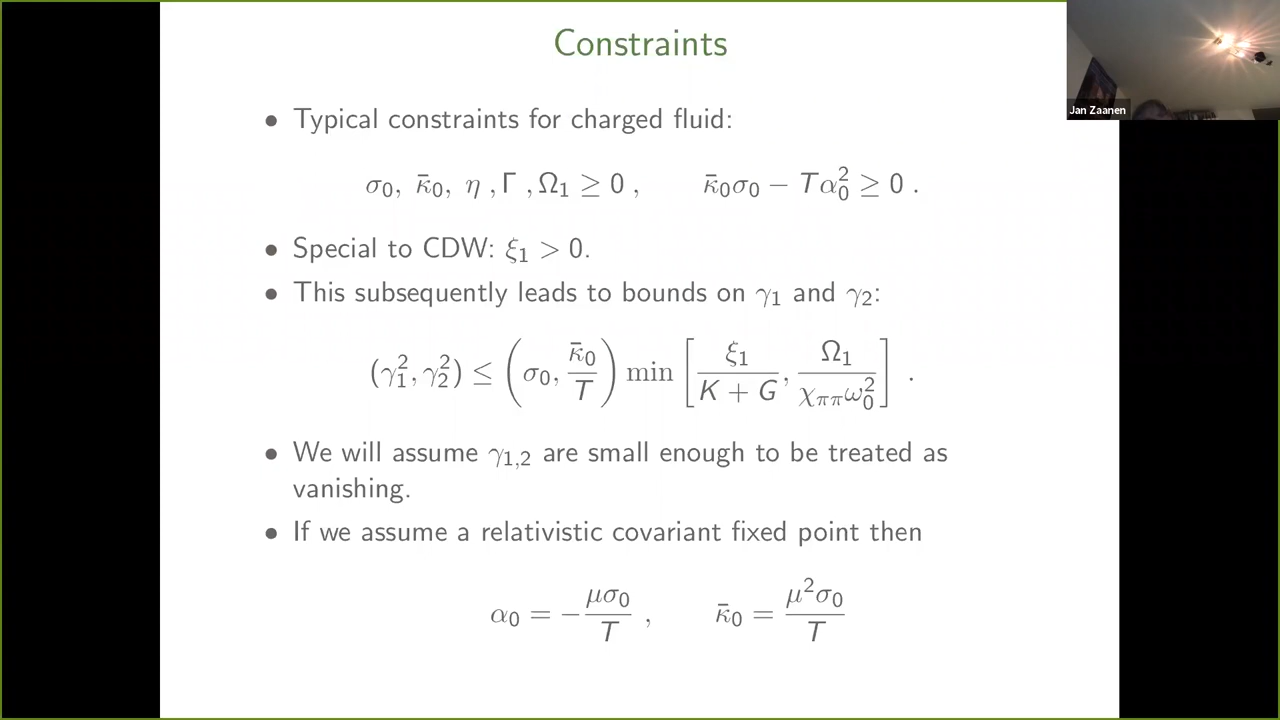 Constraints
Jan Zaanen
• Typical constraints for charged fluid:
σ₀, κ̄₀, η , Γ , Ω₁ ≥ 0 , κ̄₀σ₀ − Tα₀² ≥ 0 .
• Special to CDW: ξ₁ > 0.
• This subsequently leads to bounds on γ₁ and γ₂:
(γ₁², γ₂²) ≤ (σ₀, κ̄₀/T) min [ξ₁/(K + G), Ω₁/(χ_ππ ω₀²)] .
• We will assume γ₁,₂ are small enough to be treated as
vanishing.
• If we assume a relativistic covariant fixed point then
α₀ = −μσ₀/T , κ̄₀ = μ²σ₀/T